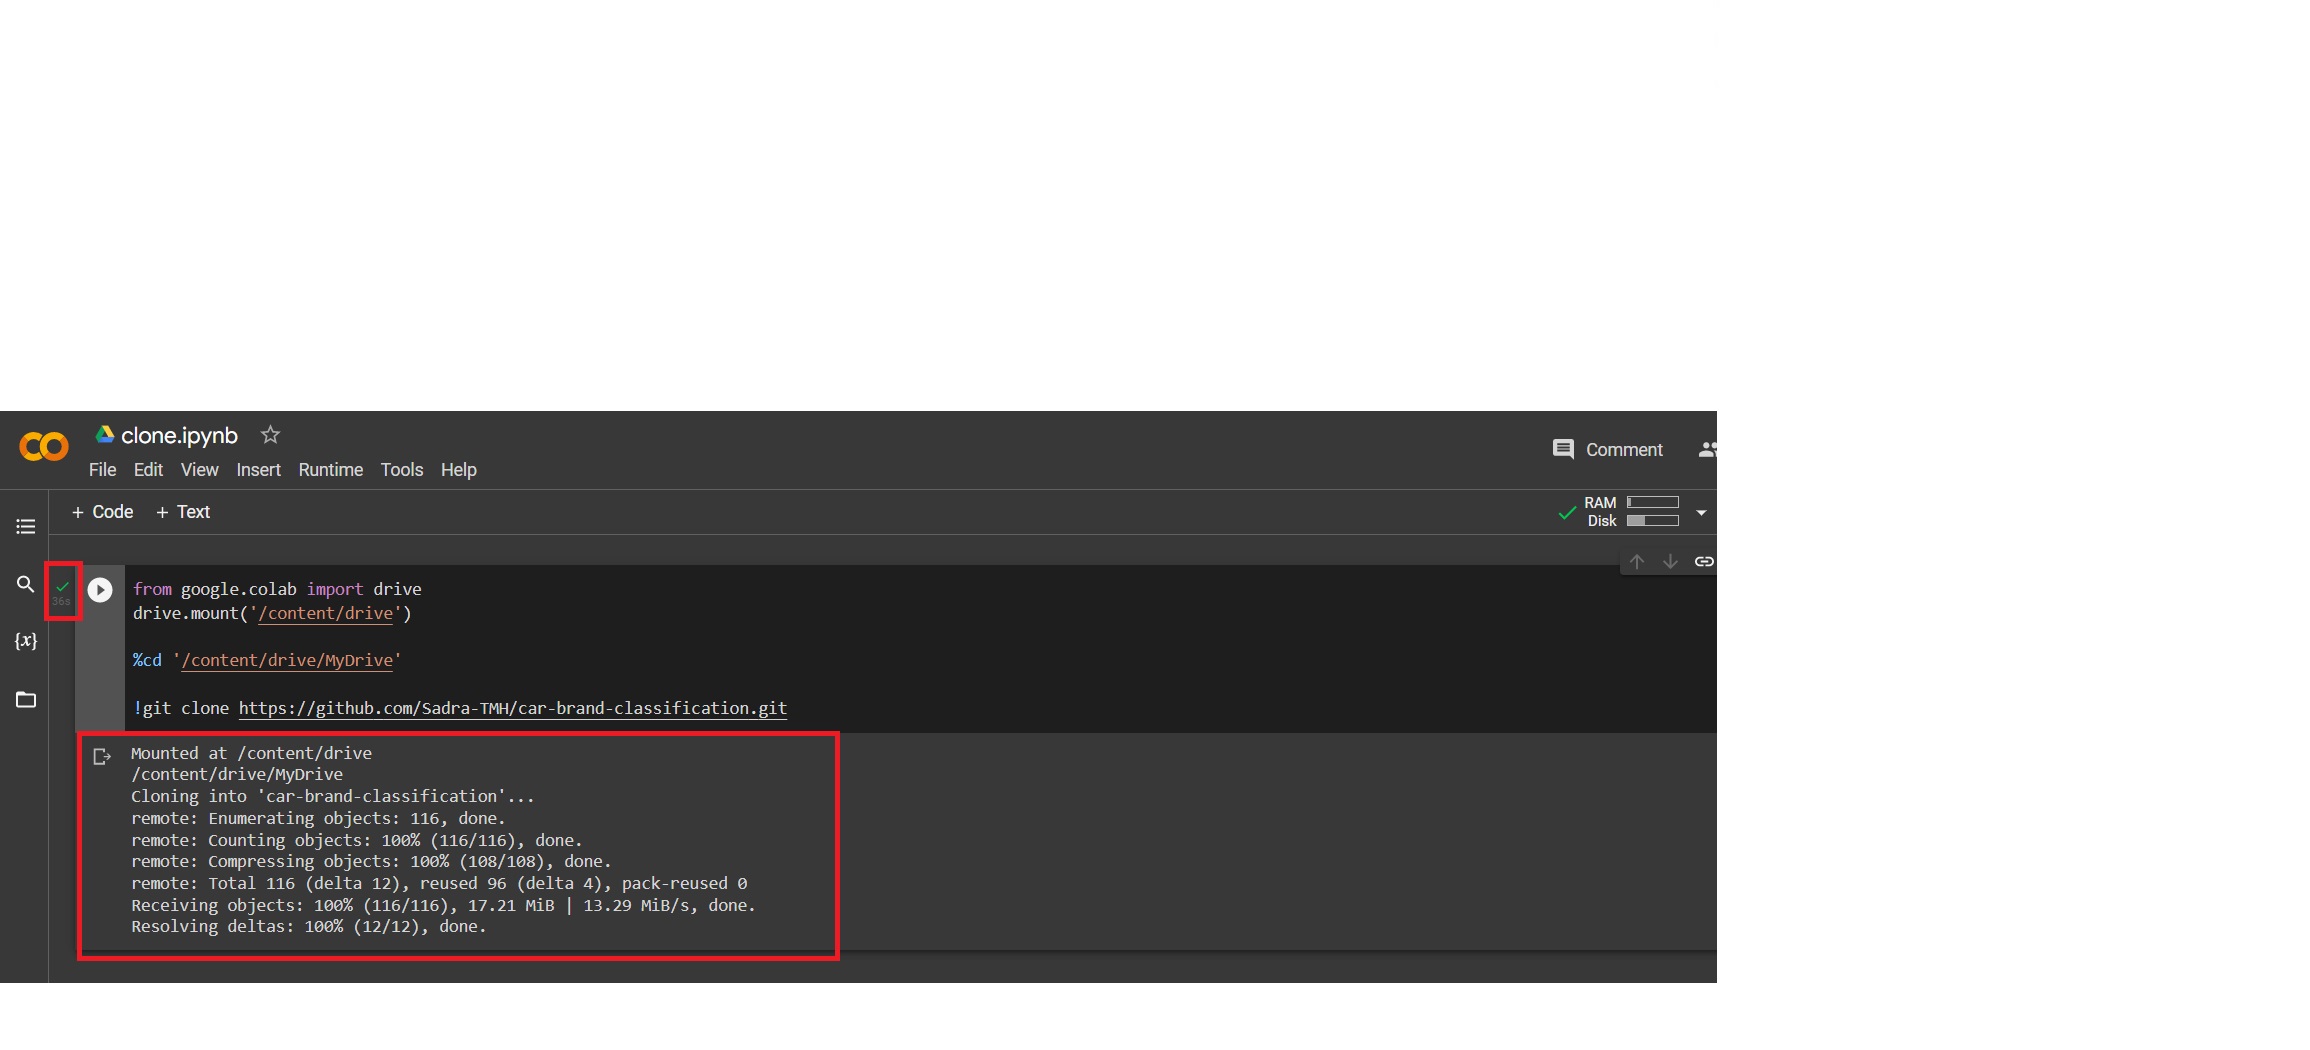 clone.ipynb
Comment
File Edit View Insert Runtime Tools Help
+ Code + Text
RAM
Disk
{x}
36s
from google.colab import drive
drive.mount('/content/drive')
%cd '/content/drive/MyDrive'
!git clone https://github.com/Sadra-TMH/car-brand-classification.git
Mounted at /content/drive
/content/drive/MyDrive
Cloning into 'car-brand-classification'...
remote: Enumerating objects: 116, done.
remote: Counting objects: 100% (116/116), done.
remote: Compressing objects: 100% (108/108), done.
remote: Total 116 (delta 12), reused 96 (delta 4), pack-reused 0
Receiving objects: 100% (116/116), 17.21 MiB | 13.29 MiB/s, done.
Resolving deltas: 100% (12/12), done.